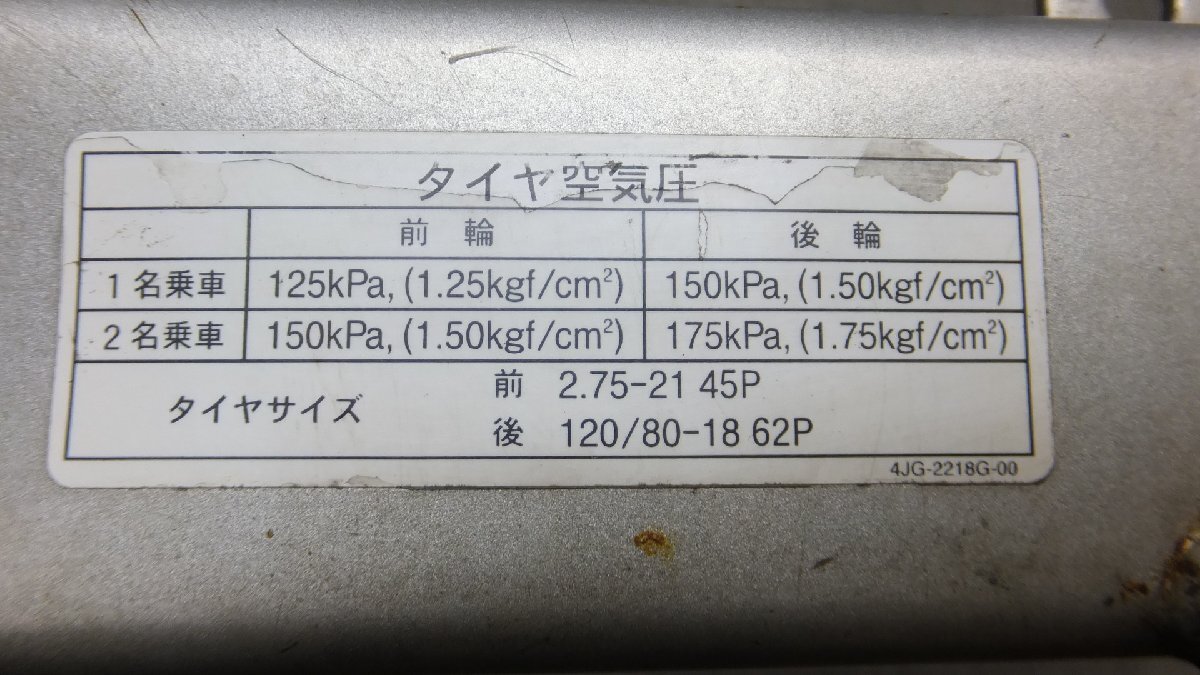 タイヤ空気圧
前輪 後輪
1名乗車 125kPa, (1.25kgf/cm²) 150kPa, (1.50kgf/cm²)
2名乗車 150kPa, (1.50kgf/cm²) 175kPa, (1.75kgf/cm²)
タイヤサイズ
前 2.75-21 45P
後 120/80-18 62P
4JG-2218G-00